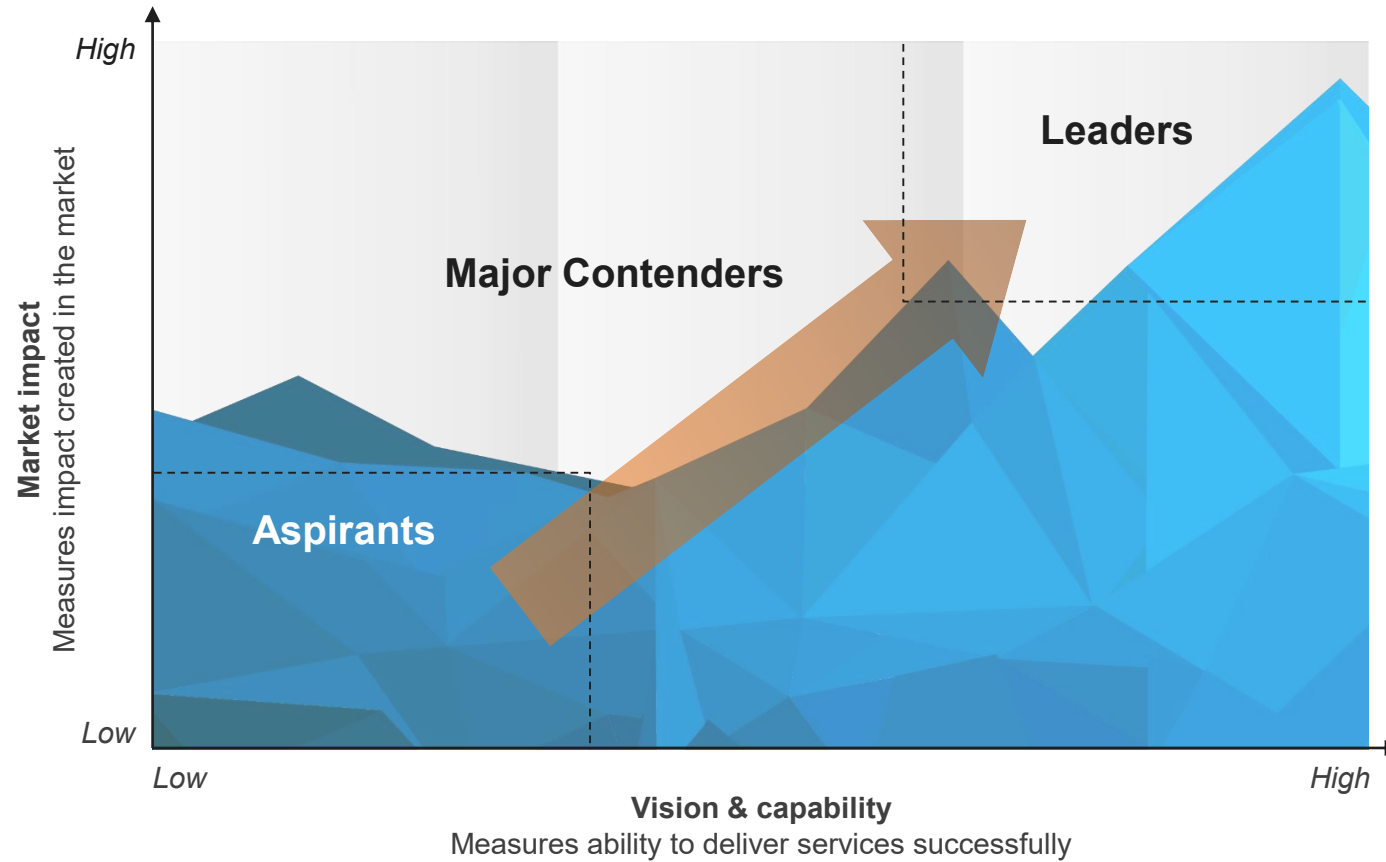 High
Leaders
Major Contenders
Market impact
Measures impact created in the market
Aspirants
Low
Low
High
Vision & capability
Measures ability to deliver services successfully